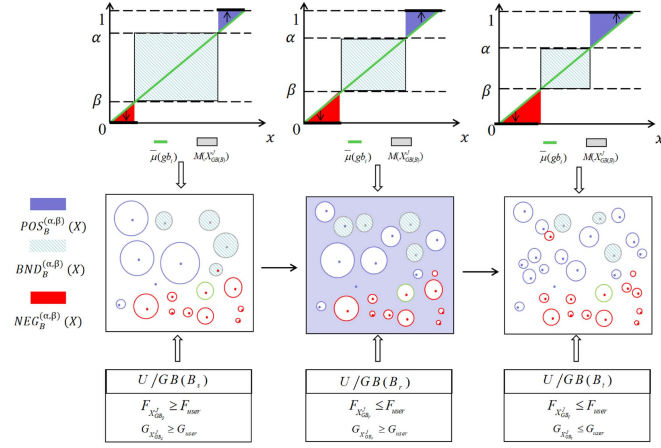 1
α
β
0
x
μ̄(gb_i)
M(X^J_{GB(B)})
1
α
β
0
x
μ̄(gb_i)
M(X^J_{GB(B)})
1
α
β
0
x
μ̄(gb_i)
M(X^J_{GB(B)})
POS_B^{(α,β)}(X)
BND_B^{(α,β)}(X)
NEG_B^{(α,β)}(X)
U/GB(B_s)
F_{X^J_{GB_s}} ≥ F_{user}
G_{X^J_{GB_s}} ≥ G_{user}
U/GB(B_r)
F_{X^J_{GB_r}} ≤ F_{user}
G_{X^J_{GB_r}} ≥ G_{user}
U/GB(B_t)
F_{X^J_{GB_t}} ≤ F_{user}
G_{X^J_{GB_t}} ≤ G_{user}